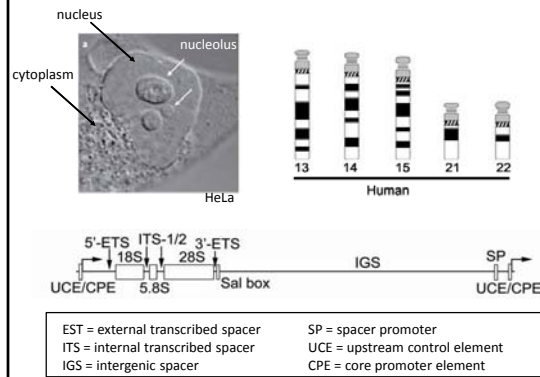 nucleus
a
nucleolus
cytoplasm
HeLa
13 14 15 21 22
Human
5'-ETS ITS-1/2 3'-ETS
18S 28S IGS SP
UCE/CPE 5.8S Sal box UCE/CPE
EST = external transcribed spacer
ITS = internal transcribed spacer
IGS = intergenic spacer
SP = spacer promoter
UCE = upstream control element
CPE = core promoter element